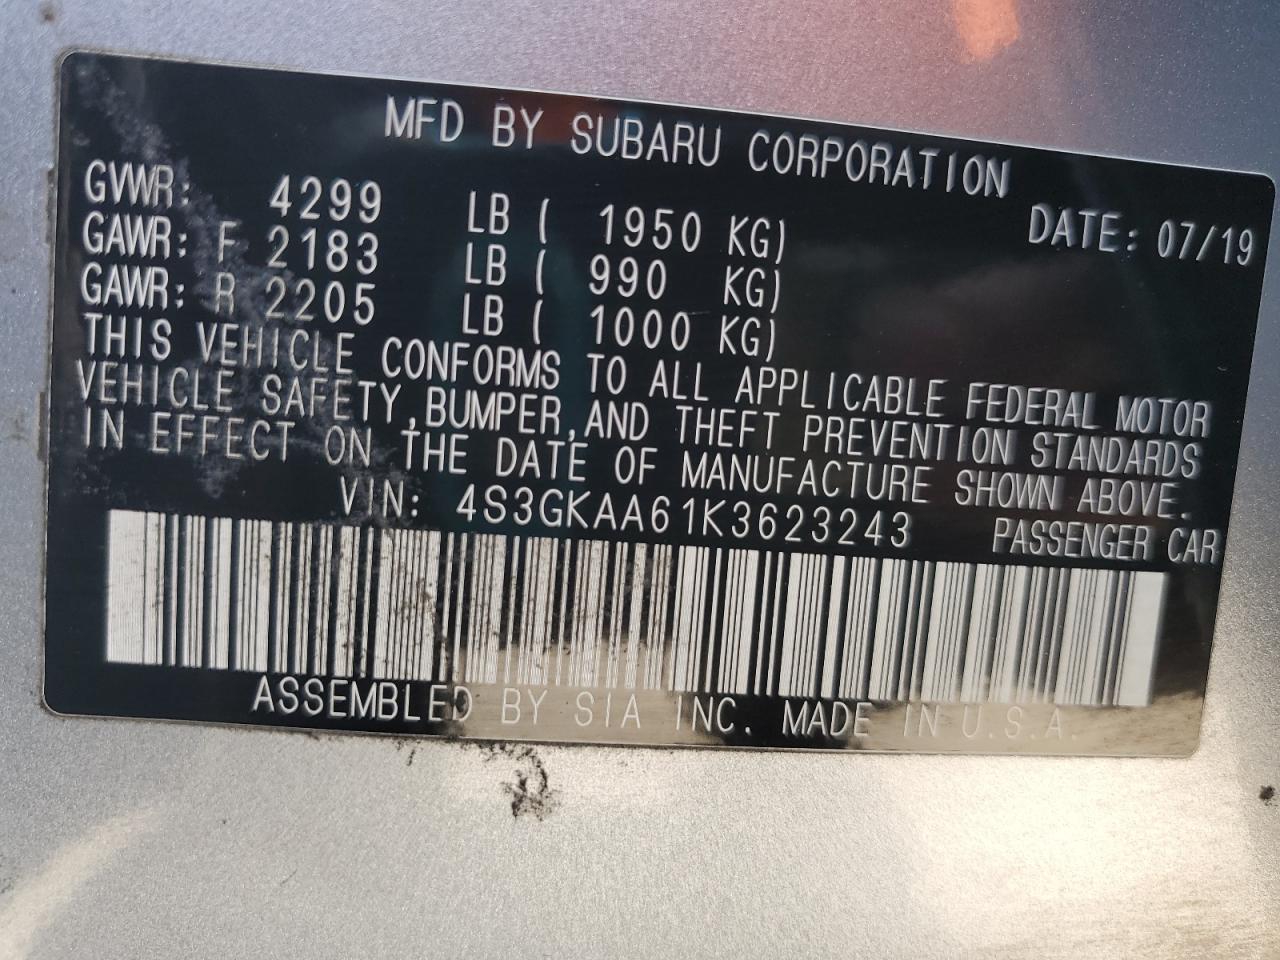 MFD BY SUBARU CORPORATION
DATE: 07/19
GVWR: 4299 LB ( 1950 KG)
GAWR: F 2183 LB ( 990 KG)
GAWR: R 2205 LB ( 1000 KG)
THIS VEHICLE CONFORMS TO ALL APPLICABLE FEDERAL MOTOR
VEHICLE SAFETY, BUMPER, AND THEFT PREVENTION STANDARDS
IN EFFECT ON THE DATE OF MANUFACTURE SHOWN ABOVE.
VIN: 4S3GKAA61K3623243 PASSENGER CAR
ASSEMBLED BY SIA INC. MADE IN U.S.A.